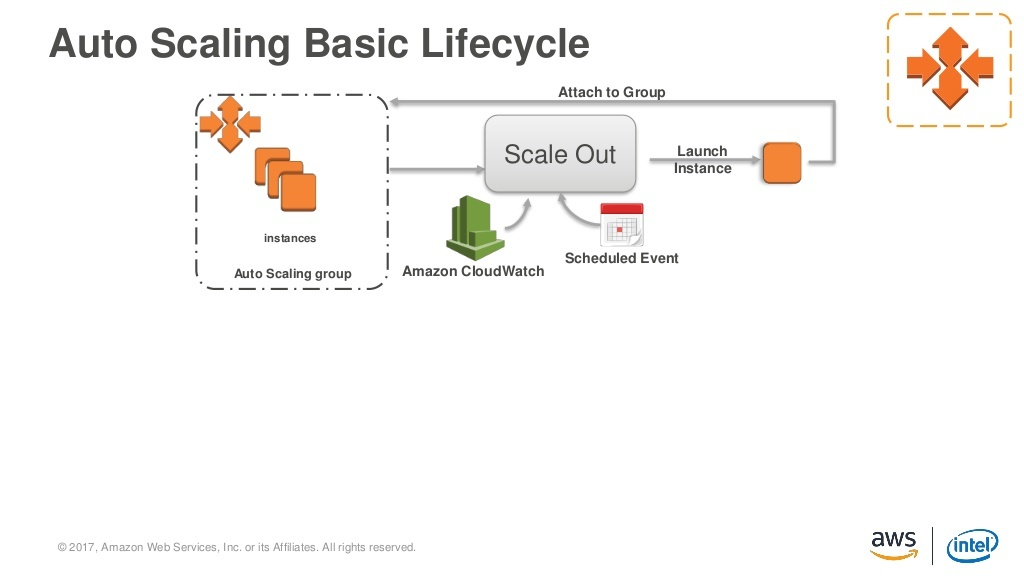 Auto Scaling Basic Lifecycle
Attach to Group
Scale Out
Launch
Instance
instances
Auto Scaling group
Amazon CloudWatch
Scheduled Event
© 2017, Amazon Web Services, Inc. or its Affiliates. All rights reserved.
aws
intel